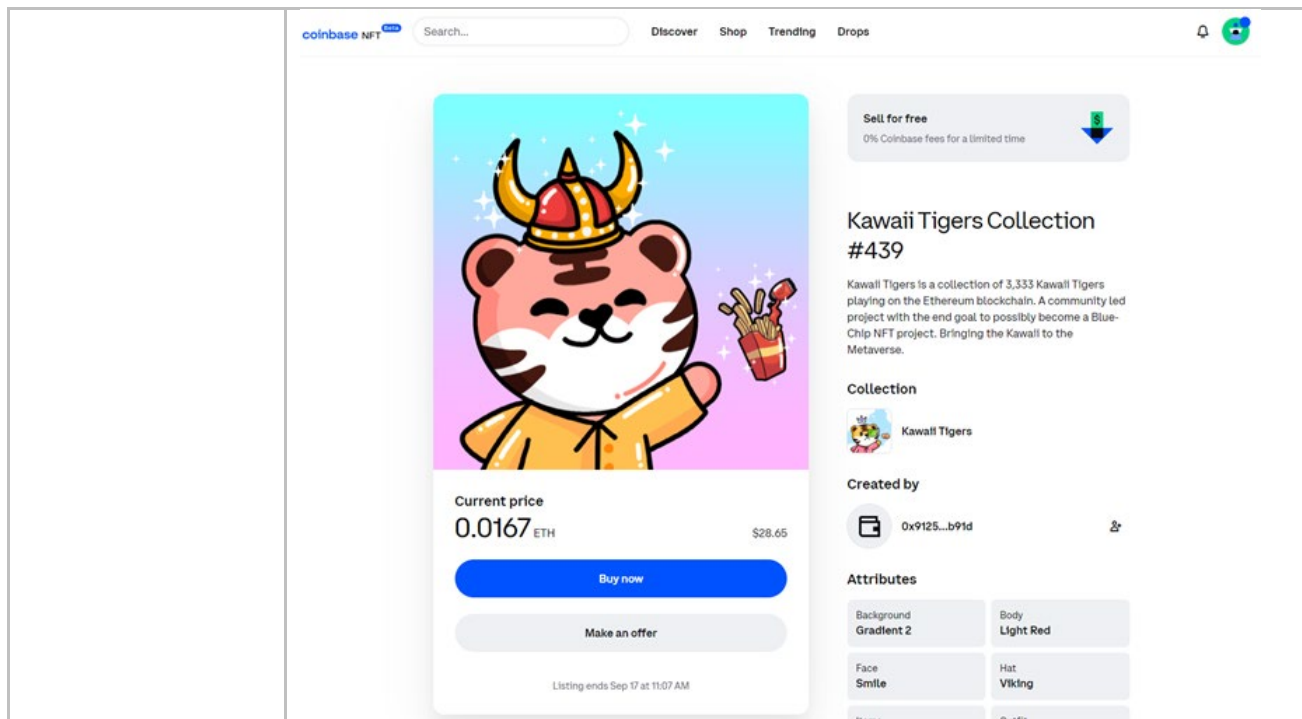 coinbase NFT Beta
Search...
Discover
Shop
Trending
Drops
Current price
0.0167 ETH
$28.65
Buy now
Make an offer
Listing ends Sep 17 at 11:07 AM
Sell for free
0% Coinbase fees for a limited time
$
Kawaii Tigers Collection
#439
Kawaii Tigers is a collection of 3,333 Kawaii Tigers
playing on the Ethereum blockchain. A community led
project with the end goal to possibly become a Blue-
Chip NFT project. Bringing the Kawaii to the
Metaverse.
Collection
Kawaii Tigers
Created by
0x9125...b91d
Attributes
Background
Gradient 2
Body
Light Red
Face
Smile
Hat
Viking